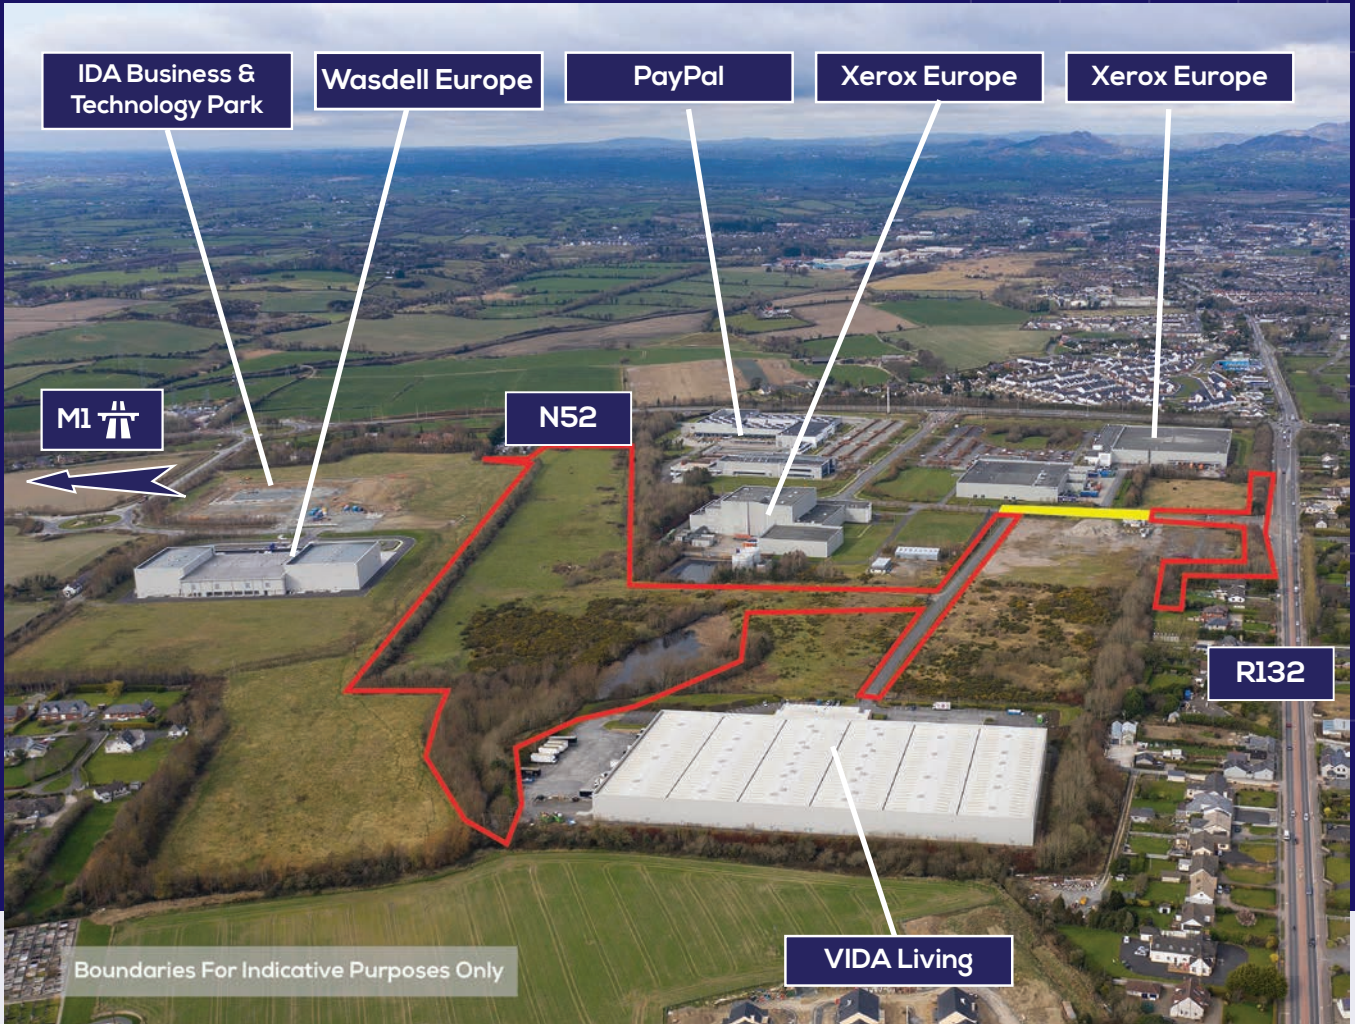 IDA Business &
Technology Park
Wasdell Europe
PayPal
Xerox Europe
Xerox Europe
M1
N52
R132
VIDA Living
Boundaries For Indicative Purposes Only